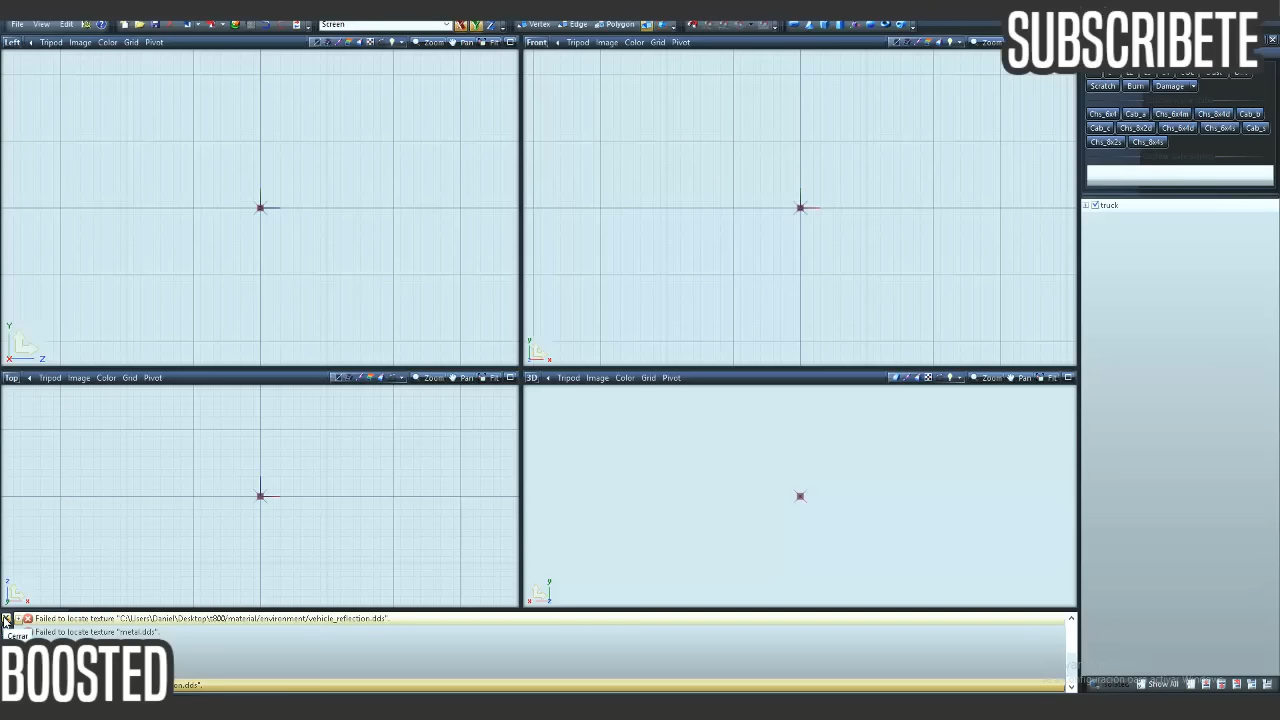 File View Edit Screen X Y Z Vertex Edge Polygon
SUBSCRIBETE
Left Tripod Image Color Grid Pivot Zoom Pan Fit
Front Tripod Image Color Grid Pivot Zoom
Scratch Burn Damage
Chs_6x4 Cab_a Chs_6x4m Chs_8x4d Cab_b
Cab_c Chs_8x2d Chs_6x4d Chs_6x4s Cab_s
Chs_8x2s Chs_8x4s
truck
Y
X Z
y
x
Top Tripod Image Color Grid Pivot Zoom Pan Fit
3D Tripod Image Color Grid Pivot Zoom Pan Fit
z
y x
y
x z
Failed to locate texture "C:\Users\Daniel\Desktop\t800/material/environment/vehicle_reflection.dds".
Failed to locate texture "metal.dds".
Cerrar
BOOSTED
on.dds".
Show All